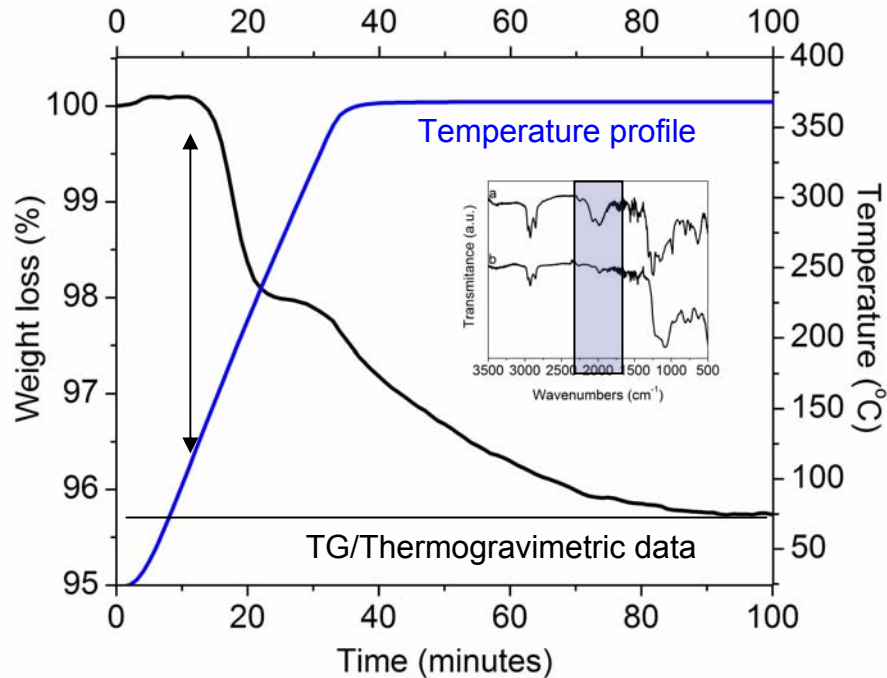 0 20 40 60 80 100
400
100
350
Temperature profile
99
300
a
b
Transmitance (a.u.)
3500 3000 2500 2000 1500 1000 500
Wavenumbers (cm-1)
Weight loss (%)
Temperature (oC)
250
98
200
97
150
96
100
TG/Thermogravimetric data
50
95
0 20 40 60 80 100
Time (minutes)